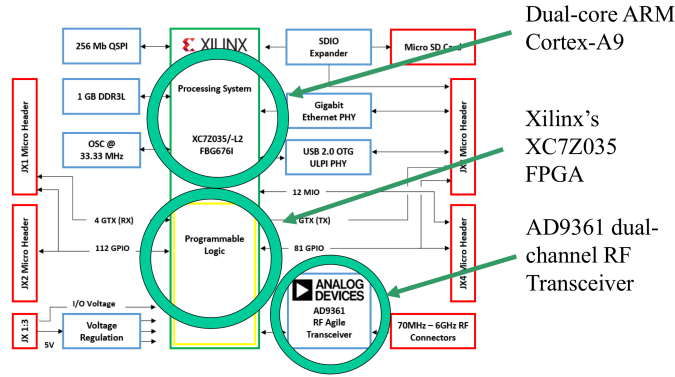 Dual-core ARM
Cortex-A9
256 Mb QSPI
XILINX
SDIO
Expander
Micro SD Card
1 GB DDR3L
Processing System
Gigabit
Ethernet PHY
JX1 Micro Header
OSC @
33.33 MHz
XC7Z035/-L2
FBG676I
USB 2.0 OTG
ULPI PHY
Micro Header
Xilinx’s
XC7Z035
FPGA
12 MIO
4 GTX (RX)
GTX (TX)
JX2 Micro Header
112 GPIO
Programmable
Logic
81 GPIO
JX4 Micro Header
AD9361 dual-
channel RF
Transceiver
ANALOG
DEVICES
AD9361
RF Agile
Transceiver
I/O Voltage
JX 1:3
5V
Voltage
Regulation
70MHz – 6GHz RF
Connectors